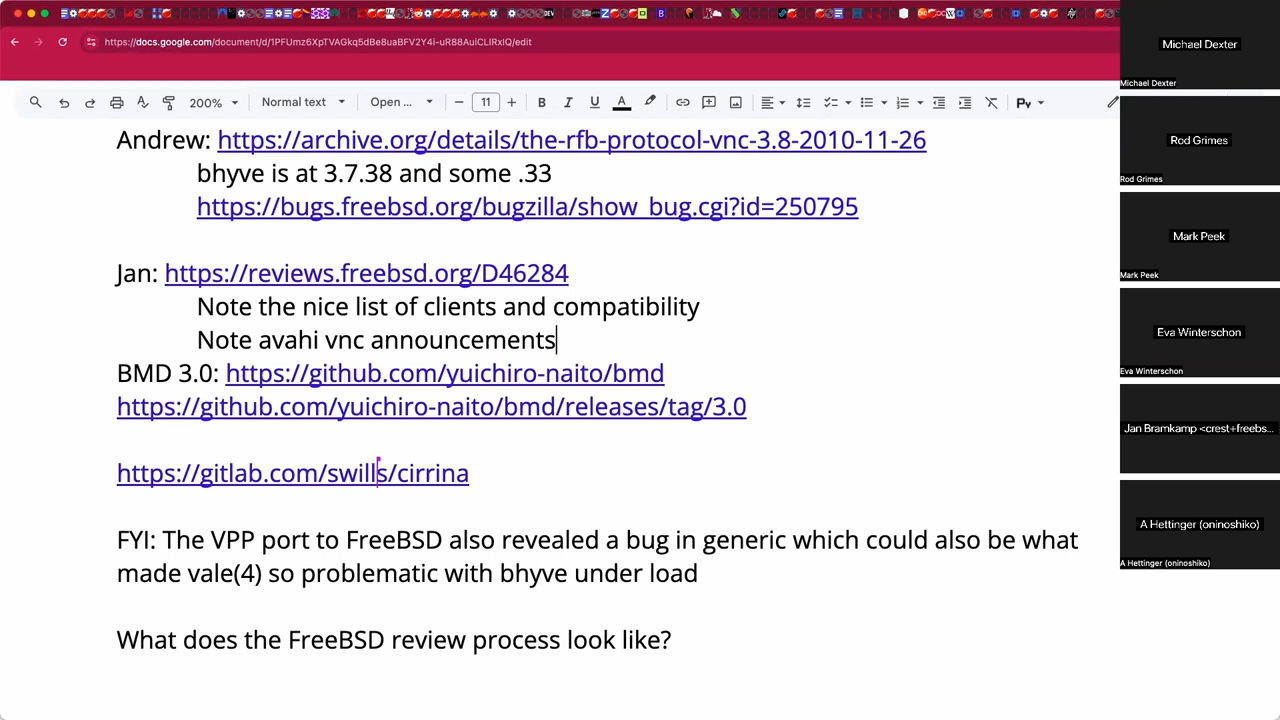 https://docs.google.com/document/d/1PFUmz6XpTVAGkq5dBe8uaBFV2Y4i-uR88AuiCLIRxIQ/edit
200%
Normal text
Open ...
11
B I U A
Andrew: https://archive.org/details/the-rfb-protocol-vnc-3.8-2010-11-26
bhyve is at 3.7.38 and some .33
https://bugs.freebsd.org/bugzilla/show_bug.cgi?id=250795
Jan: https://reviews.freebsd.org/D46284
Note the nice list of clients and compatibility
Note avahi vnc announcements
BMD 3.0: https://github.com/yuichiro-naito/bmd
https://github.com/yuichiro-naito/bmd/releases/tag/3.0
https://gitlab.com/swills/cirrina
FYI: The VPP port to FreeBSD also revealed a bug in generic which could also be what
made vale(4) so problematic with bhyve under load
What does the FreeBSD review process look like?
Michael Dexter
Michael Dexter
Rod Grimes
Rod Grimes
Mark Peek
Mark Peek
Eva Winterschon
Eva Winterschon
Jan Bramkamp <crest+freebs...
A Hettinger (oninoshiko)
A Hettinger (oninoshiko)